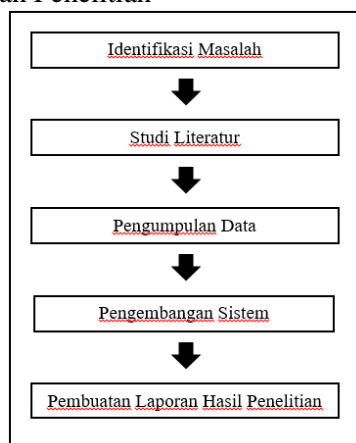 Identifikasi Masalah
Studi Literatur
Pengumpulan Data
Pengembangan Sistem
Pembuatan Laporan Hasil Penelitian